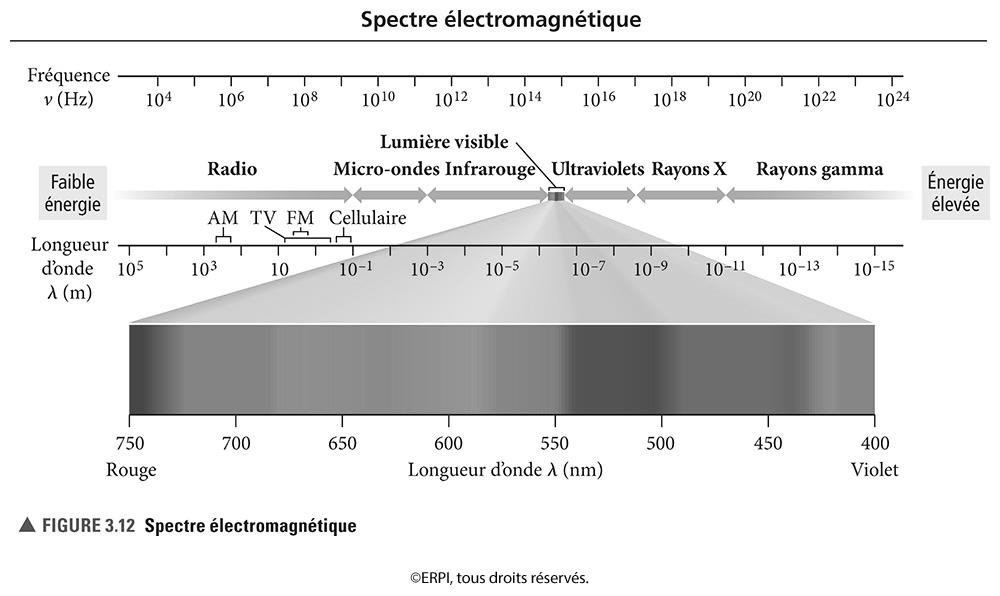 Spectre électromagnétique
Fréquence
ν (Hz)
10⁴ 10⁶ 10⁸ 10¹⁰ 10¹² 10¹⁴ 10¹⁶ 10¹⁸ 10²⁰ 10²² 10²⁴
Lumière visible
Radio Micro-ondes Infrarouge Ultraviolets Rayons X Rayons gamma
Faible
énergie
Énergie
élevée
AM TV FM Cellulaire
Longueur
d’onde
λ (m)
10⁵ 10³ 10 10⁻¹ 10⁻³ 10⁻⁵ 10⁻⁷ 10⁻⁹ 10⁻¹¹ 10⁻¹³ 10⁻¹⁵
750 700 650 600 550 500 450 400
Rouge Longueur d’onde λ (nm) Violet
▲ FIGURE 3.12 Spectre électromagnétique
©ERPI, tous droits réservés.